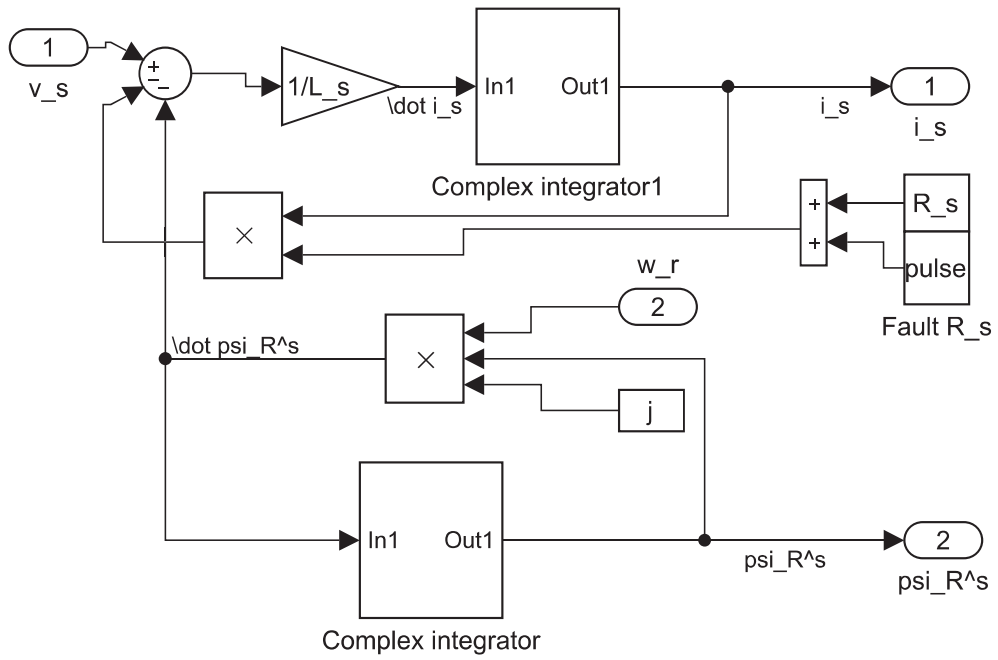 1
v_s
+
−
−
1/L_s
\dot i_s
In1
Out1
Complex integrator1
i_s
1
i_s
×
+
+
R_s
pulse
Fault R_s
w_r
2
\dot psi_R^s
×
j
In1
Out1
Complex integrator
psi_R^s
2
psi_R^s